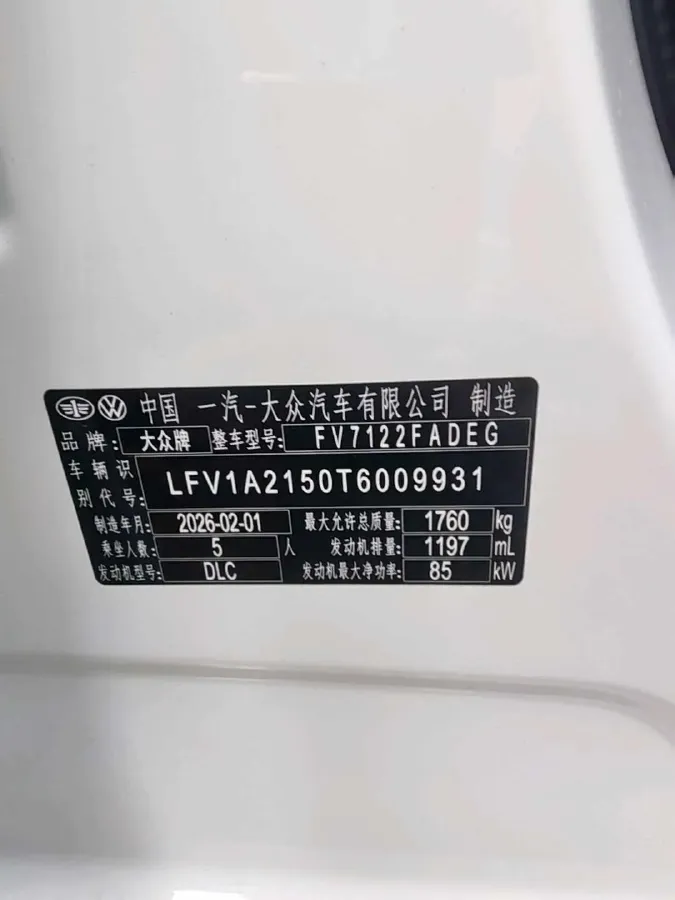 中国 一汽-大众汽车有限公司 制造
品牌: 大众牌 整车型号: FV7122FADEG
车辆识别代号: LFV1A2150T6009931
制造年月: 2026-02-01 最大允许总质量: 1760 kg
乘坐人数: 5 人 发动机排量: 1197 mL
发动机型号: DLC 发动机最大净功率: 85 kW